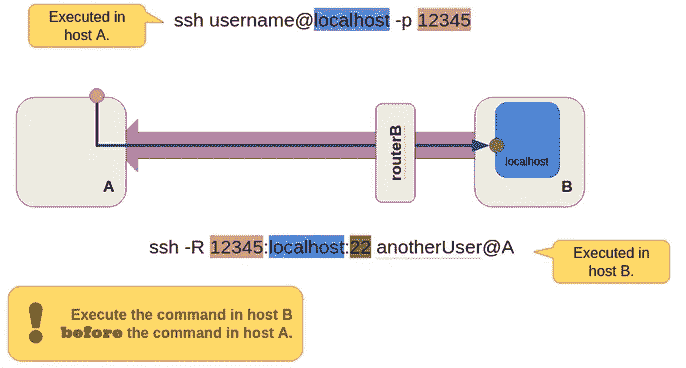 Executed in
host A.
ssh username@localhost -p 12345
routerB
localhost
A
B
ssh -R 12345:localhost:22 anotherUser@A
Executed in
host B.
! Execute the command in host B
before the command in host A.